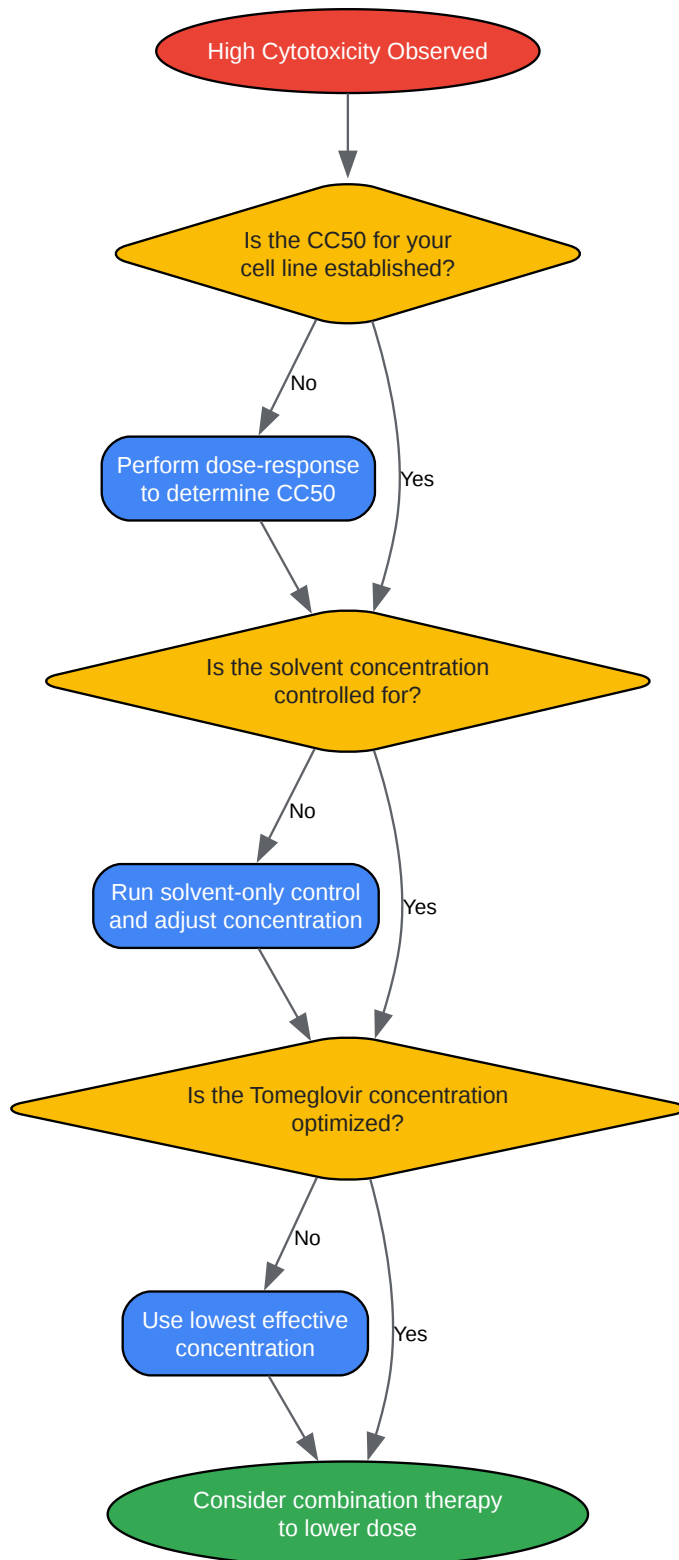 High Cytotoxicity Observed
Is the CC50 for your
cell line established?
No
Perform dose-response
to determine CC50
Yes
Is the solvent concentration
controlled for?
No
Run solvent-only control
and adjust concentration
Yes
Is the Tomeglovir concentration
optimized?
No
Use lowest effective
concentration
Yes
Consider combination therapy
to lower dose